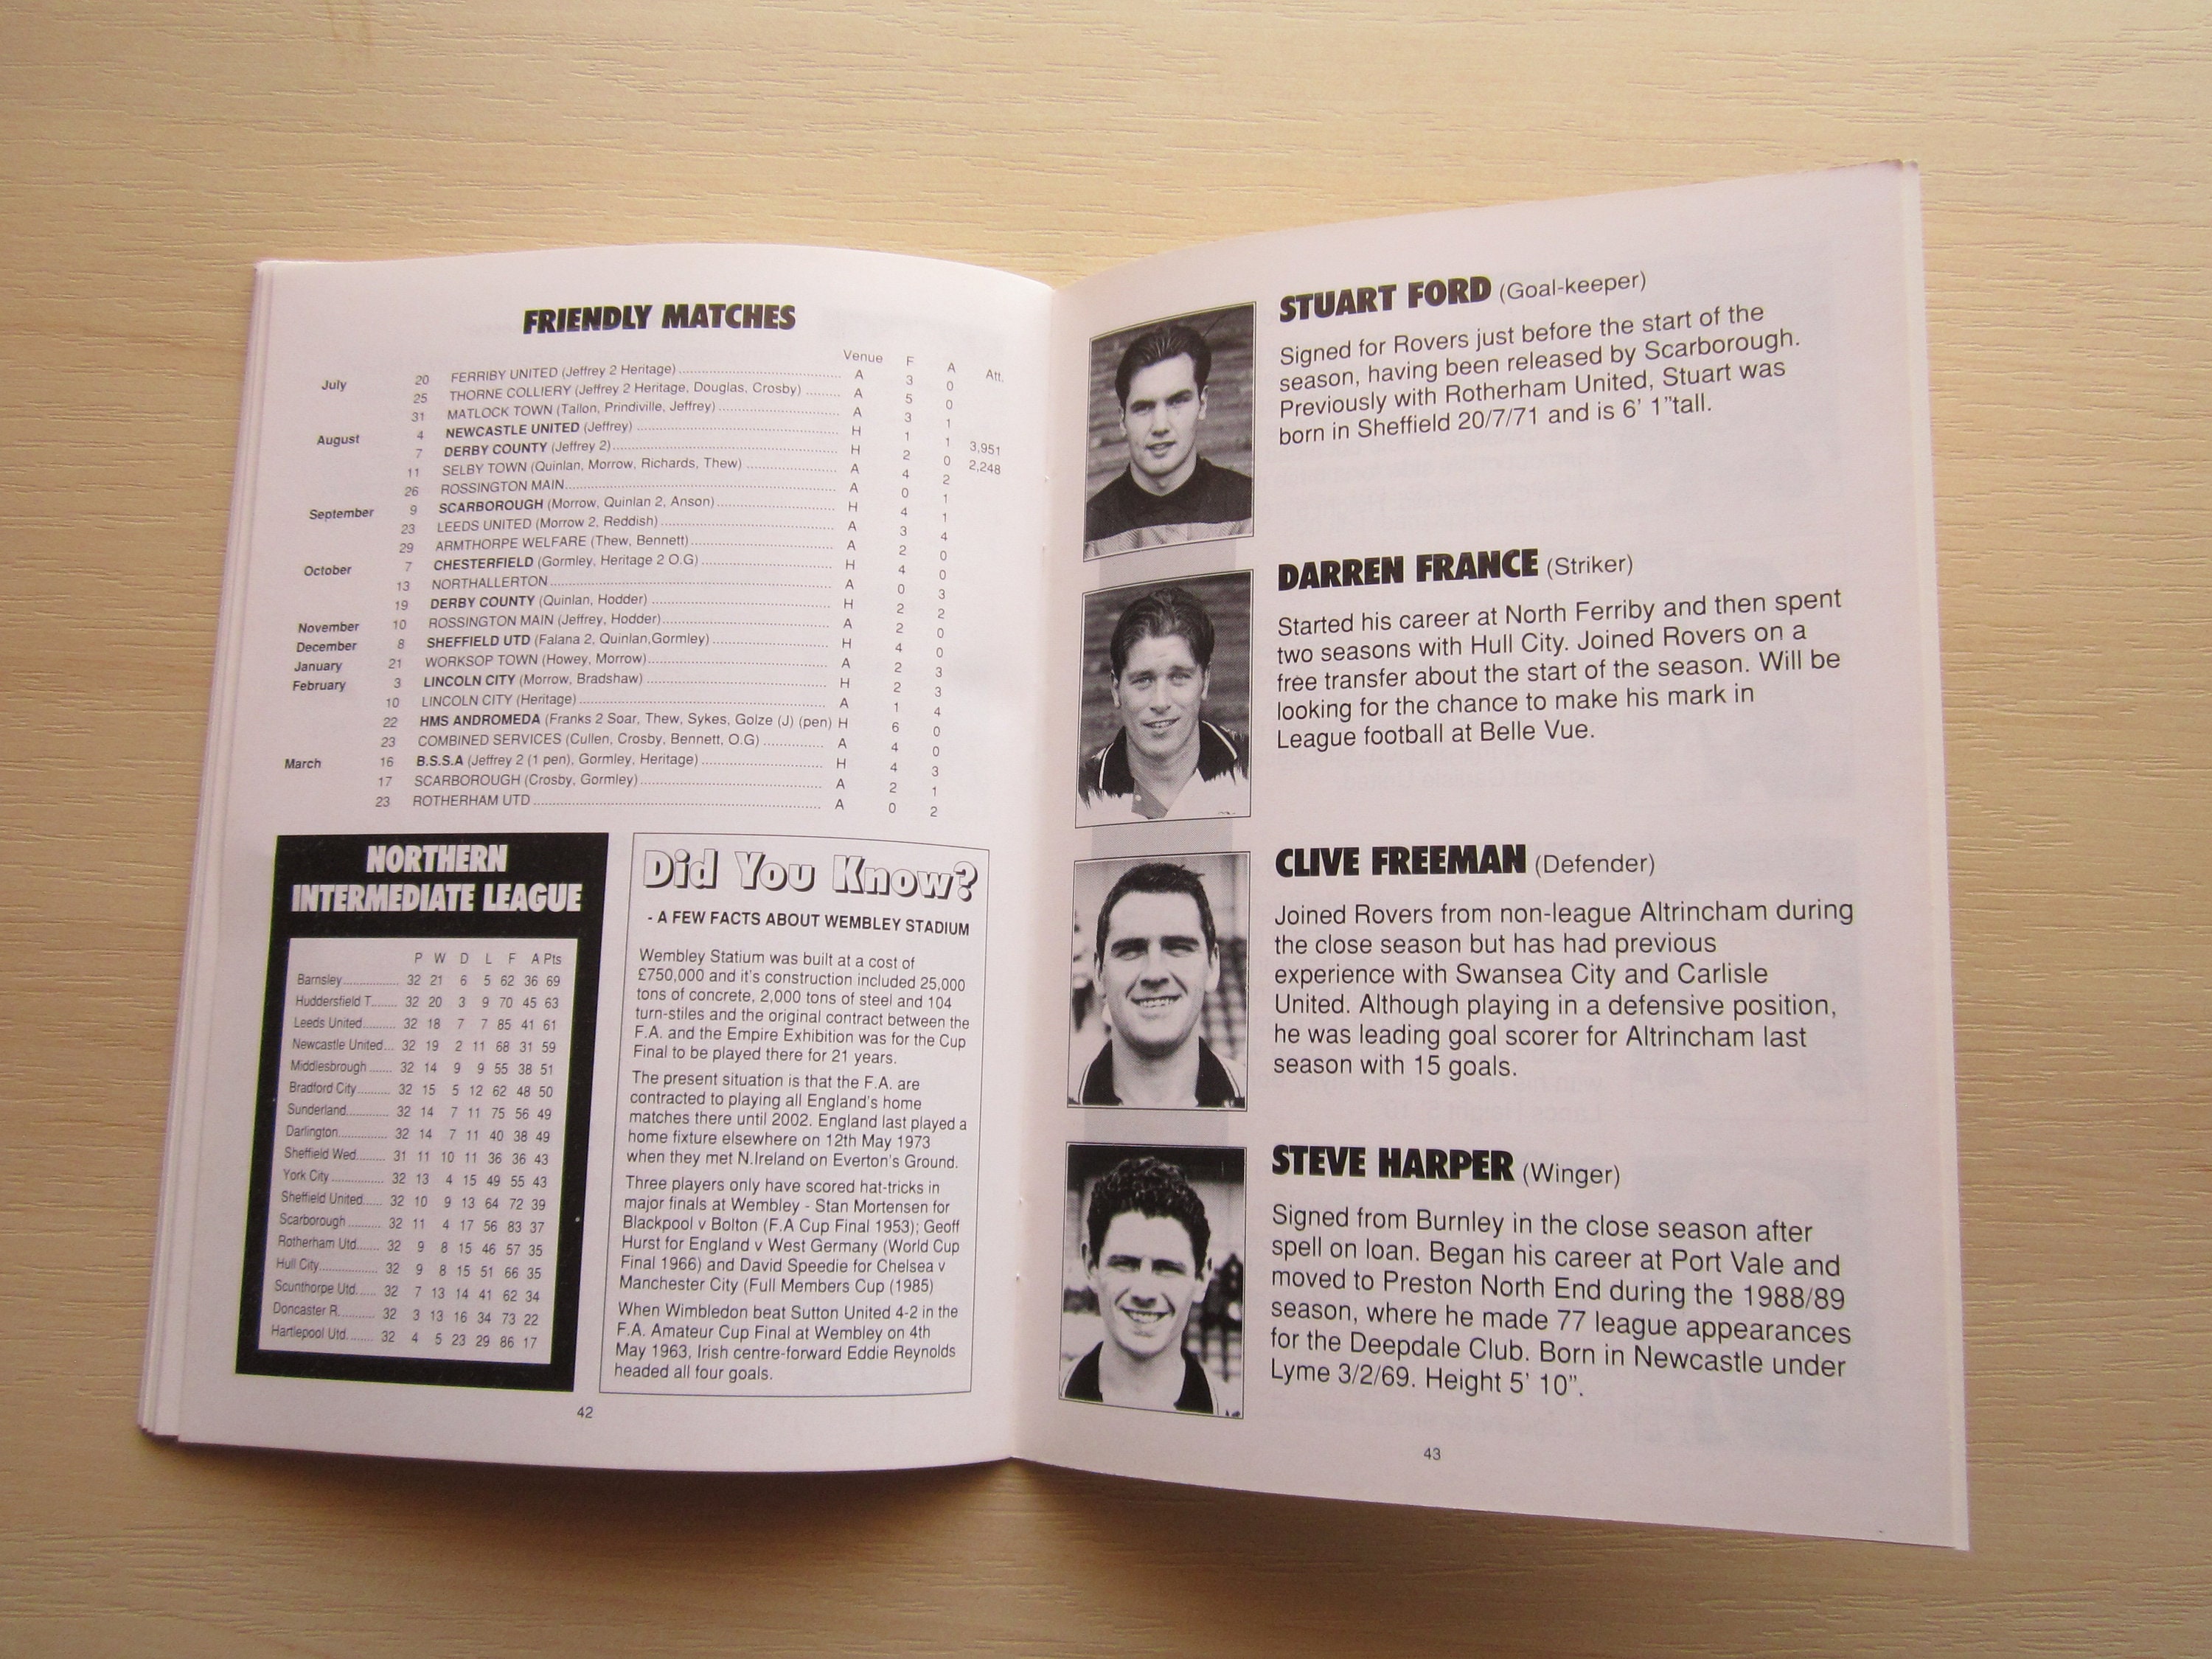 FRIENDLY MATCHES
Venue F A Att.
July 20 FERRIBY UNITED (Jeffrey 2 Heritage) A 3 0
25 THORNE COLLIERY (Jeffrey 2 Heritage, Douglas, Crosby) A 5 0
31 MATLOCK TOWN (Tallon, Prindiville, Jeffrey) A 3 1
August 4 NEWCASTLE UNITED (Jeffrey) H 1 1 3,951
7 DERBY COUNTY (Jeffrey 2) H 2 0 2,248
11 SELBY TOWN (Quinlan, Morrow, Richards, Thew) A 4 2
26 ROSSINGTON MAIN A 0 1
September 9 SCARBOROUGH (Morrow, Quinlan 2, Anson) H 4 1
23 LEEDS UNITED (Morrow 2, Reddish) A 3 4
29 ARMTHORPE WELFARE (Thew, Bennett) A 2 0
October 7 CHESTERFIELD (Gormley, Heritage 2 O.G) H 4 0
13 NORTHALLERTON A 0 3
19 DERBY COUNTY (Quinlan, Hodder) H 2 2
November 10 ROSSINGTON MAIN (Jeffrey, Hodder) A 2 0
December 8 SHEFFIELD UTD (Falana 2, Quinlan,Gormley) H 4 0
January 21 WORKSOP TOWN (Howey, Morrow) A 2 3
February 3 LINCOLN CITY (Morrow, Bradshaw) H 2 3
10 LINCOLN CITY (Heritage) A 1 4
22 HMS ANDROMEDA (Franks 2 Soar, Thew, Sykes, Golze (J) (pen) H 6 0
23 COMBINED SERVICES (Cullen, Crosby, Bennett, O.G) A 4 0
March 16 B.S.S.A (Jeffrey 2 (1 pen), Gormley, Heritage) H 4 3
17 SCARBOROUGH (Crosby, Gormley) A 2 1
23 ROTHERHAM UTD A 0 2
NORTHERN
INTERMEDIATE LEAGUE
P W D L F A Pts
Barnsley 32 21 6 5 62 36 69
Huddersfield T. 32 20 3 9 70 45 63
Leeds United 32 18 7 7 85 41 61
Newcastle United 32 19 2 11 68 31 59
Middlesbrough 32 14 9 9 55 38 51
Bradford City 32 15 5 12 62 48 50
Sunderland 32 14 7 11 75 56 49
Darlington 32 14 7 11 40 38 49
Sheffield Wed. 31 11 10 11 36 36 43
York City 32 13 4 15 49 55 43
Sheffield United 32 10 9 13 64 72 39
Scarborough 32 11 4 17 56 83 37
Rotherham Utd. 32 9 8 15 46 57 35
Hull City 32 9 8 15 51 66 35
Scunthorpe Utd. 32 7 13 14 41 62 34
Doncaster R. 32 3 13 16 34 73 22
Hartlepool Utd. 32 4 5 23 29 86 17
Did You Know?
- A FEW FACTS ABOUT WEMBLEY STADIUM
Wembley Statium was built at a cost of
£750,000 and it's construction included 25,000
tons of concrete, 2,000 tons of steel and 104
turn-stiles and the original contract between the
F.A. and the Empire Exhibition was for the Cup
Final to be played there for 21 years.
The present situation is that the F.A. are
contracted to playing all England's home
matches there until 2002. England last played a
home fixture elsewhere on 12th May 1973
when they met N.Ireland on Everton's Ground.
Three players only have scored hat-tricks in
major finals at Wembley - Stan Mortensen for
Blackpool v Bolton (F.A Cup Final 1953); Geoff
Hurst for England v West Germany (World Cup
Final 1966) and David Speedie for Chelsea v
Manchester City (Full Members Cup (1985)
When Wimbledon beat Sutton United 4-2 in the
F.A. Amateur Cup Final at Wembley on 4th
May 1963, Irish centre-forward Eddie Reynolds
headed all four goals.
42
STUART FORD (Goal-keeper)
Signed for Rovers just before the start of the
season, having been released by Scarborough.
Previously with Rotherham United, Stuart was
born in Sheffield 20/7/71 and is 6' 1"tall.
DARREN FRANCE (Striker)
Started his career at North Ferriby and then spent
two seasons with Hull City. Joined Rovers on a
free transfer about the start of the season. Will be
looking for the chance to make his mark in
League football at Belle Vue.
CLIVE FREEMAN (Defender)
Joined Rovers from non-league Altrincham during
the close season but has had previous
experience with Swansea City and Carlisle
United. Although playing in a defensive position,
he was leading goal scorer for Altrincham last
season with 15 goals.
STEVE HARPER (Winger)
Signed from Burnley in the close season after
spell on loan. Began his career at Port Vale and
moved to Preston North End during the 1988/89
season, where he made 77 league appearances
for the Deepdale Club. Born in Newcastle under
Lyme 3/2/69. Height 5' 10".
43